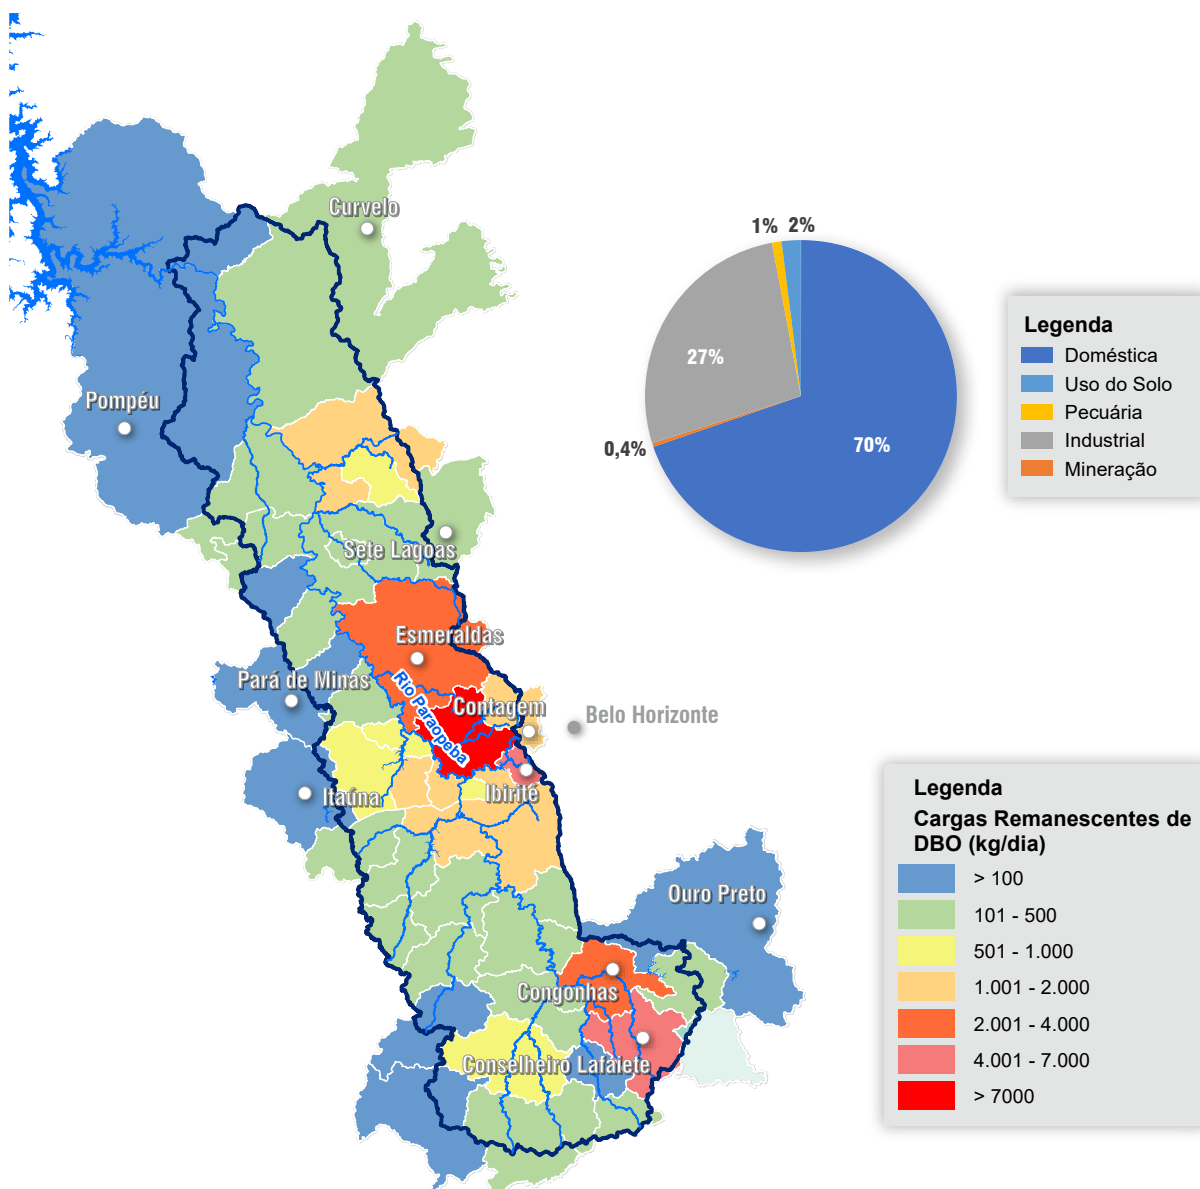 Curvelo
1%
2%
Legenda
Doméstica
Uso do Solo
Pecuária
Industrial
Mineração
27%
70%
0,4%
Pompéu
Sete Lagoas
Esmeraldas
Pará de Minas
Rio Paraopeba
Contagem
Belo Horizonte
Itaúna
Ibirité
Legenda
Cargas Remanescentes de
DBO (kg/dia)
> 100
101 - 500
501 - 1.000
1.001 - 2.000
2.001 - 4.000
4.001 - 7.000
> 7000
Ouro Preto
Congonhas
Conselheiro Lafaiete